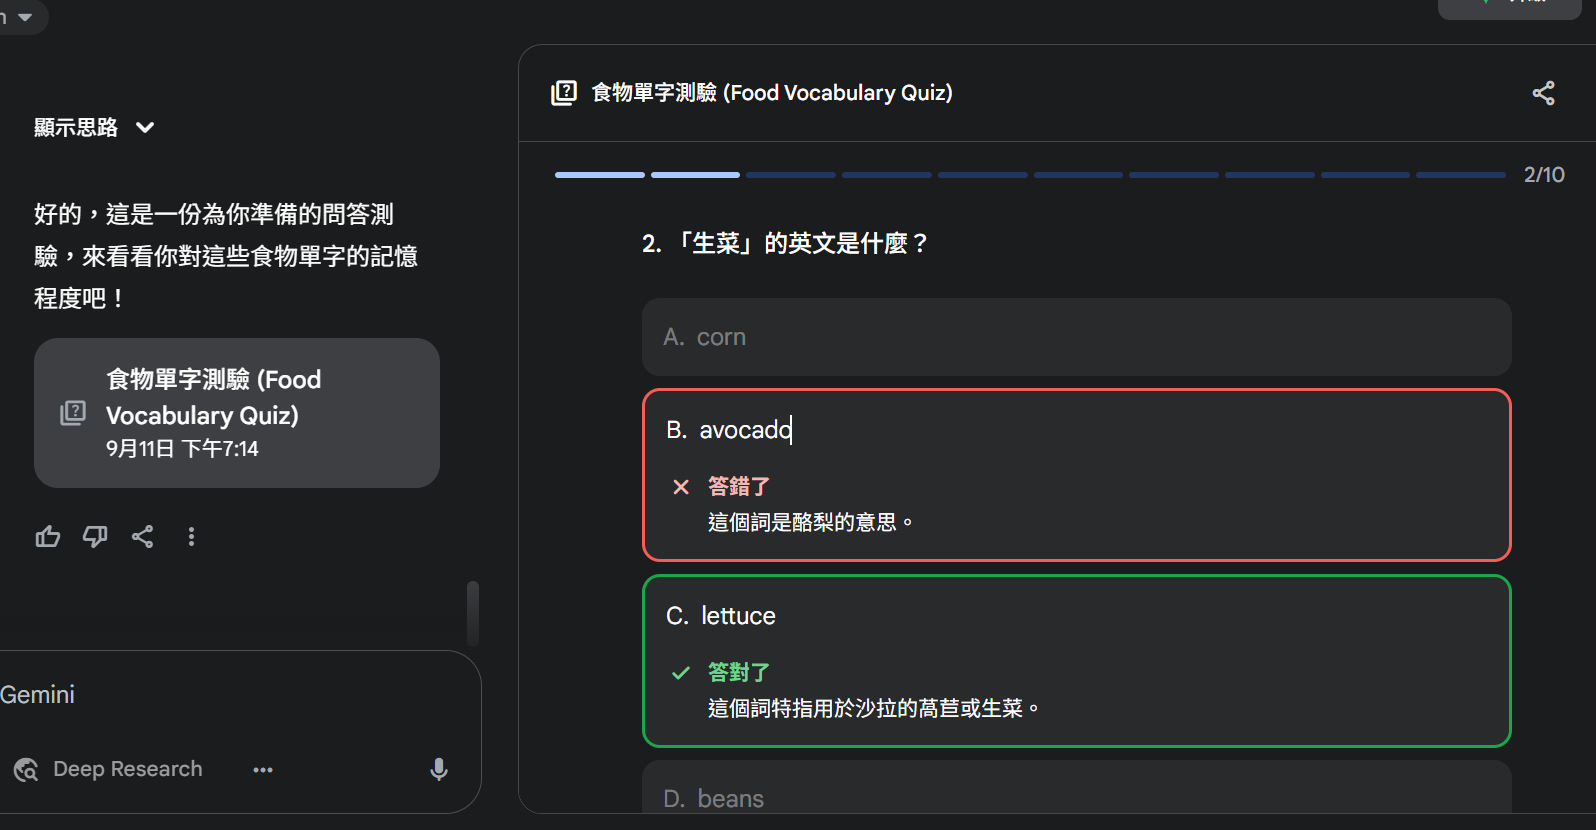 顯示思路
好的，這是一份為你準備的問答測
驗，來看看你對這些食物單字的記憶
程度吧！
食物單字測驗 (Food
Vocabulary Quiz)
9月11日 下午7:14
Gemini
Deep Research
食物單字測驗 (Food Vocabulary Quiz)
2/10
2. 「生菜」的英文是什麼？
A. corn
B. avocado
答錯了
這個詞是酪梨的意思。
C. lettuce
答對了
這個詞特指用於沙拉的萵苣或生菜。
D. beans